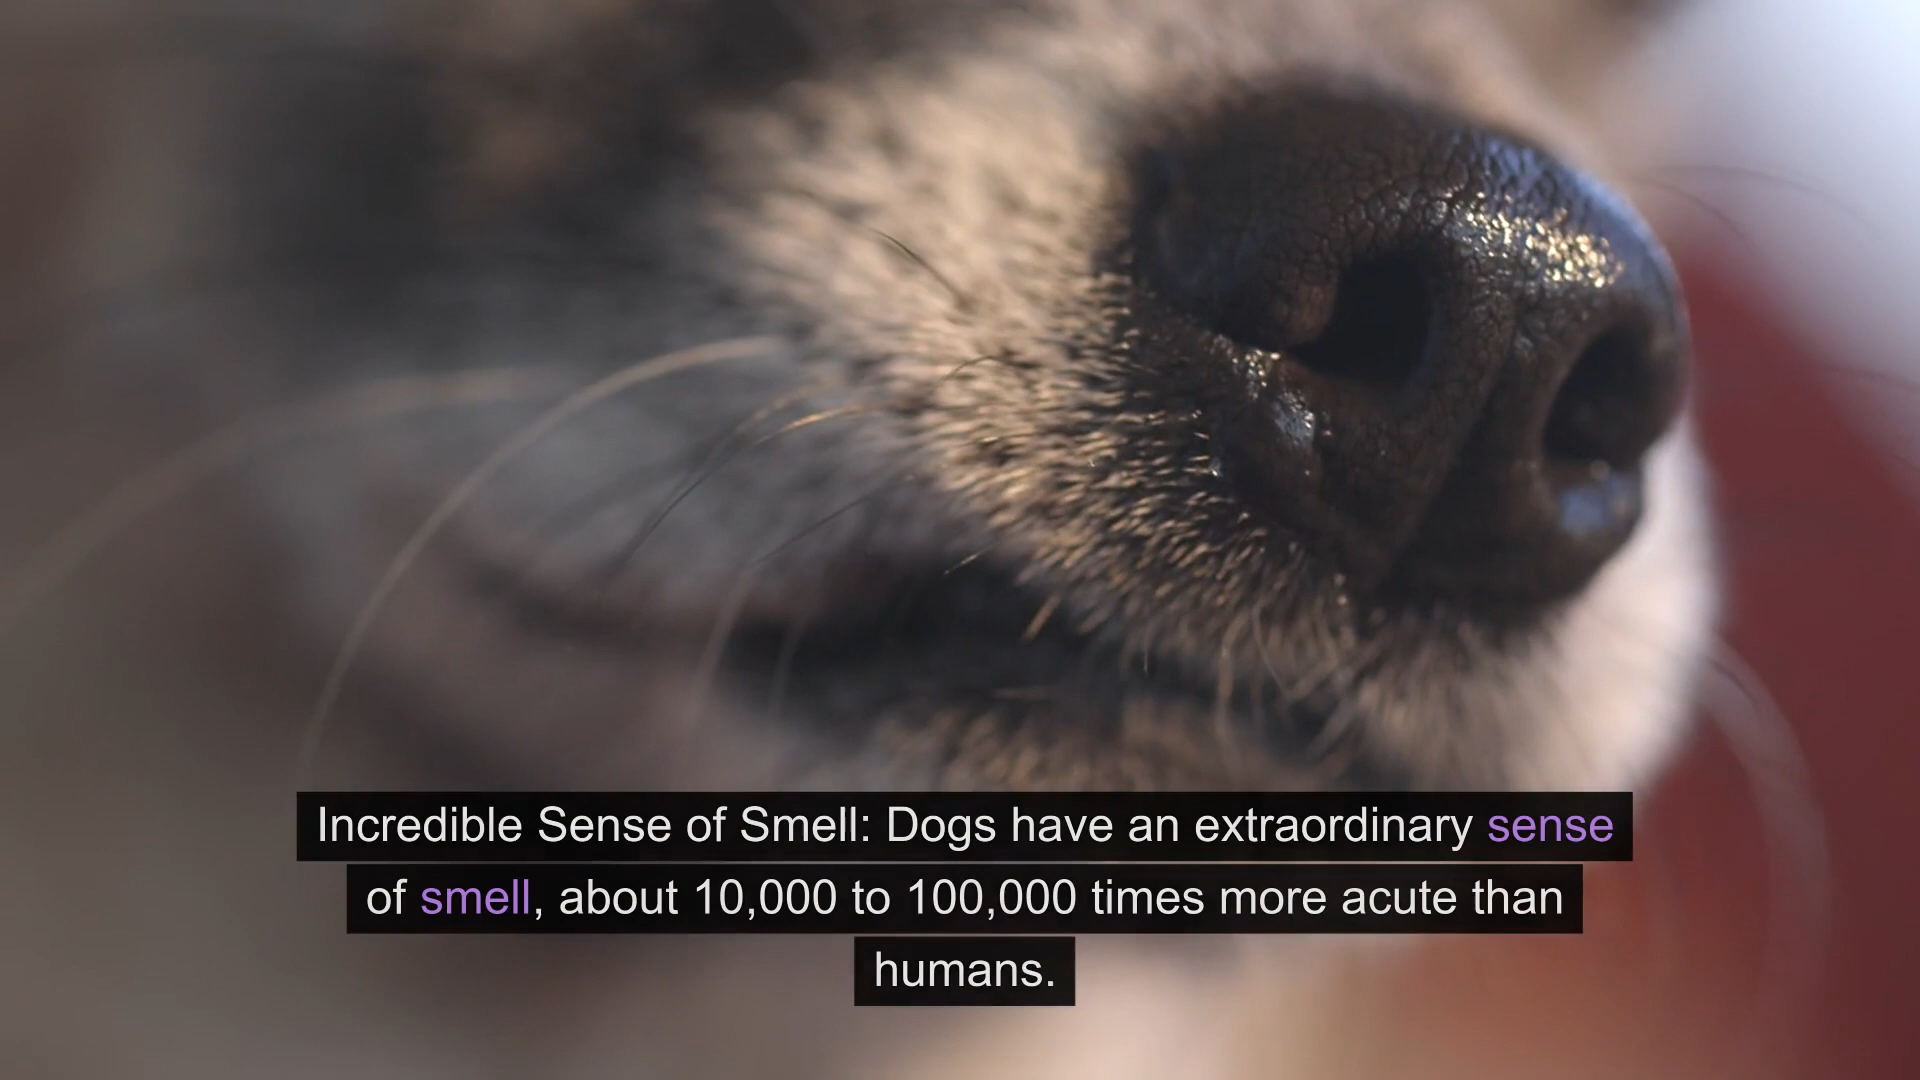 Incredible Sense of Smell: Dogs have an extraordinary sense
of smell, about 10,000 to 100,000 times more acute than
humans.